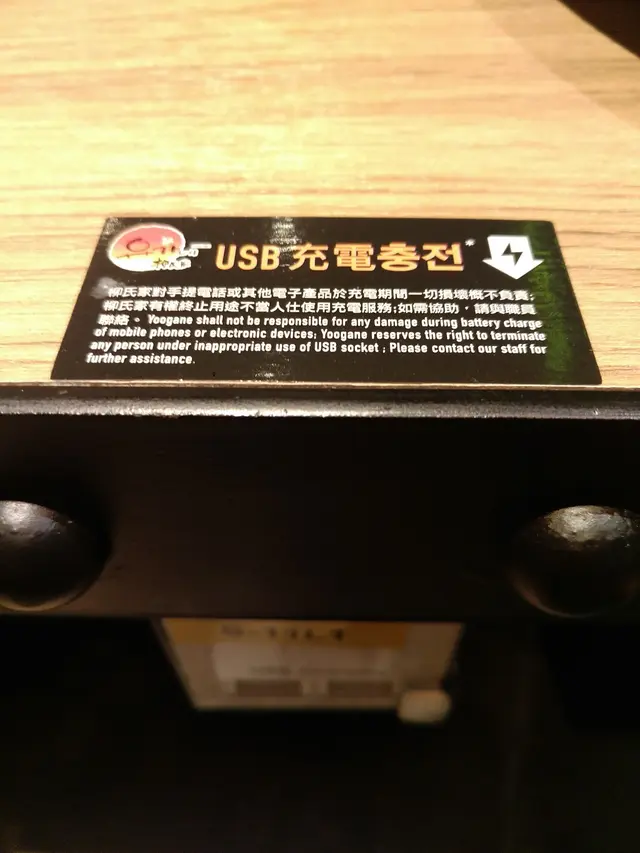 유가네
USB 充電충전*
*柳氏家對手提電話或其他電子產品於充電期間一切損壞概不負責;
柳氏家有權終止用途不當人仕使用充電服務;如需協助,請與職員
聯絡。Yoogane shall not be responsible for any damage during battery charge
of mobile phones or electronic devices; Yoogane reserves the right to terminate
any person under inappropriate use of USB socket ; Please contact our staff for
further assistance.